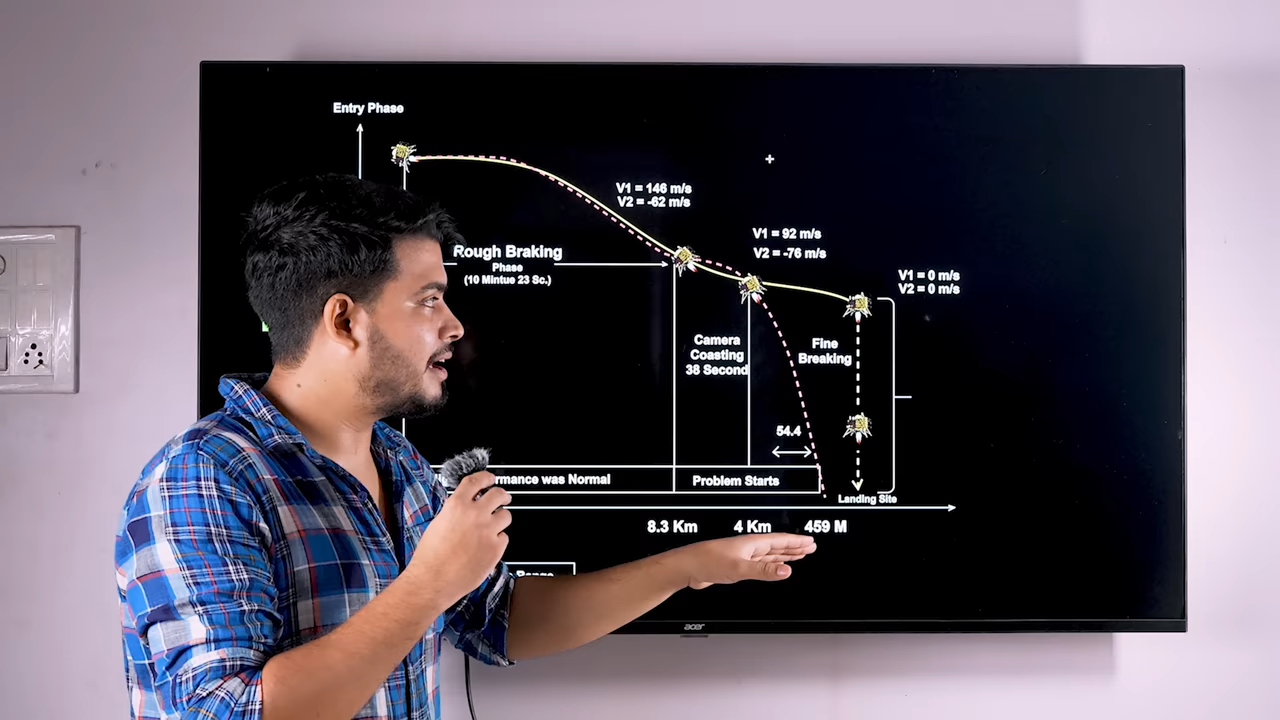 Entry Phase
V1 = 146 m/s
V2 = -62 m/s
V1 = 92 m/s
V2 = -76 m/s
Rough Braking
Phase
(10 Mintue 23 Sc.)
V1 = 0 m/s
V2 = 0 m/s
Camera
Coasting
38 Second
Fine
Breaking
54.4
rmance was Normal
Problem Starts
Landing Site
8.3 Km
4 Km
459 M
Range
acer